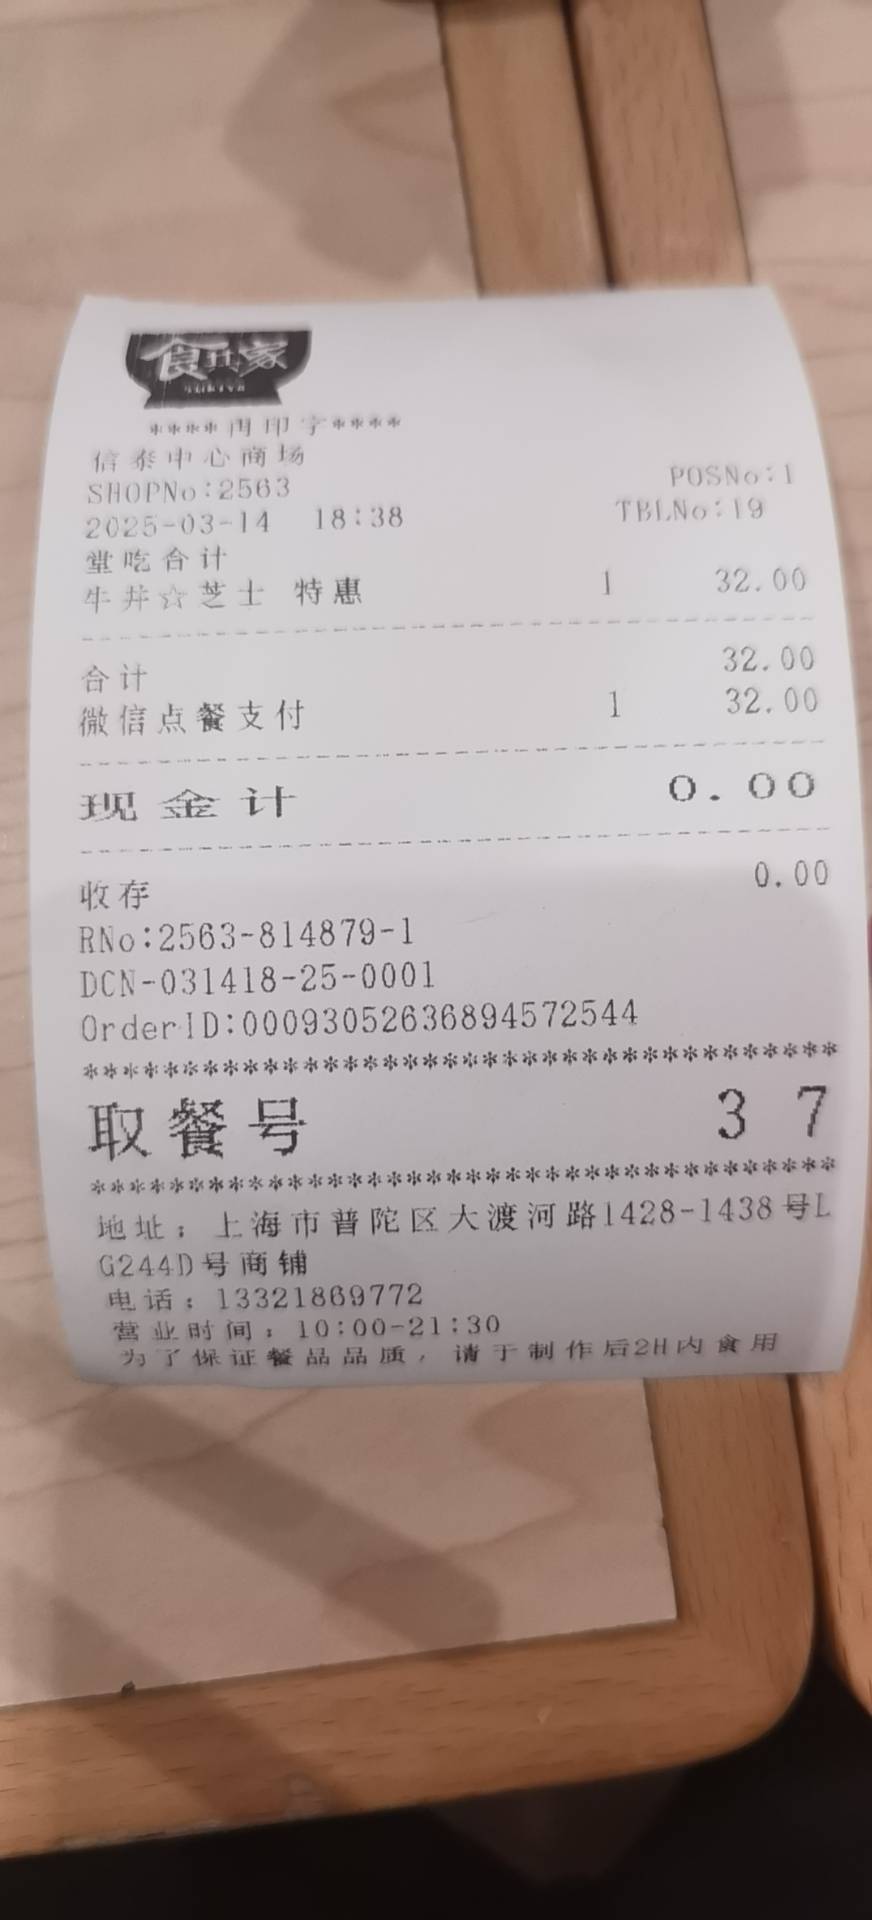 食其家
****再印字****
信泰中心商场
SHOPNo:2563 POSNo:1
2025-03-14 18:38 TBLNo:19
堂吃合计
牛丼☆芝士 特惠 1 32.00
合计 32.00
微信点餐支付 1 32.00
现金计 0.00
收存 0.00
RNo:2563-814879-1
DCN-031418-25-0001
OrderID:00093052636894572544
**************************************
取餐号 37
**************************************
地址：上海市普陀区大渡河路1428-1438号L
G244D号商铺
电话：13321869772
营业时间：10:00-21:30
为了保证餐品品质，请于制作后2H内食用